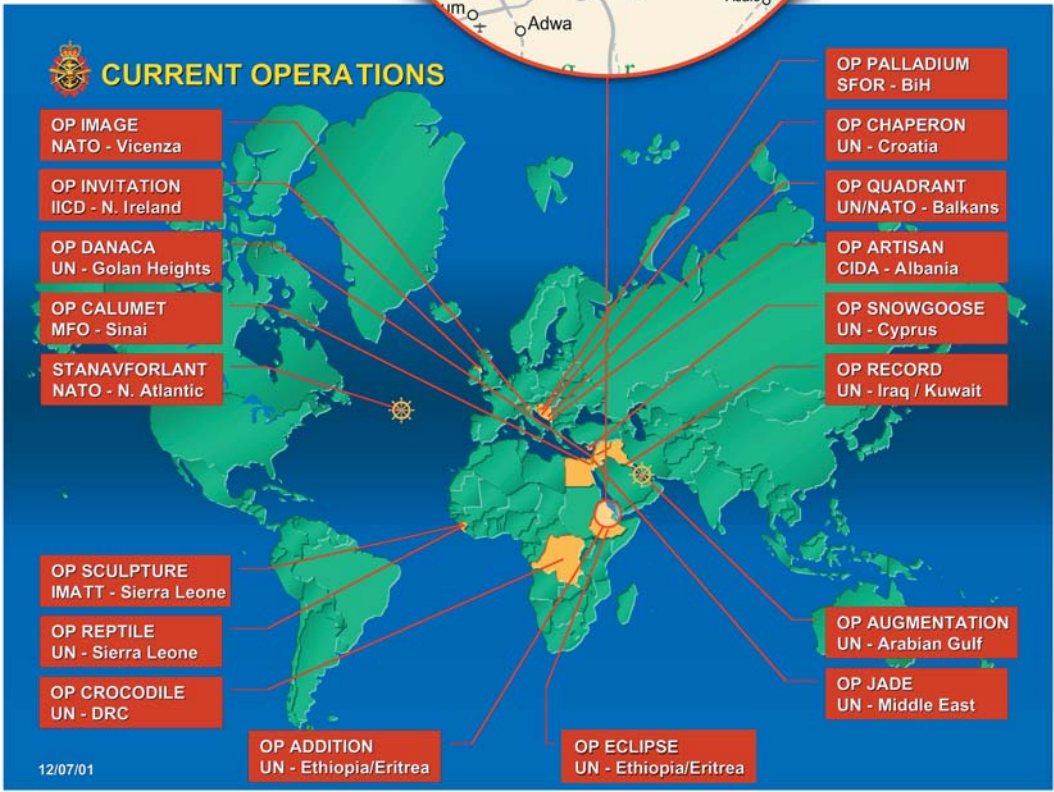 um
Adwa
CURRENT OPERATIONS
OP IMAGE
NATO - Vicenza
OP INVITATION
IICD - N. Ireland
OP DANACA
UN - Golan Heights
OP CALUMET
MFO - Sinai
STANAVFORLANT
NATO - N. Atlantic
OP PALLADIUM
SFOR - BiH
OP CHAPERON
UN - Croatia
OP QUADRANT
UN/NATO - Balkans
OP ARTISAN
CIDA - Albania
OP SNOWGOOSE
UN - Cyprus
OP RECORD
UN - Iraq / Kuwait
OP SCULPTURE
IMATT - Sierra Leone
OP REPTILE
UN - Sierra Leone
OP CROCODILE
UN - DRC
OP AUGMENTATION
UN - Arabian Gulf
OP JADE
UN - Middle East
OP ADDITION
UN - Ethiopia/Eritrea
OP ECLIPSE
UN - Ethiopia/Eritrea
12/07/01